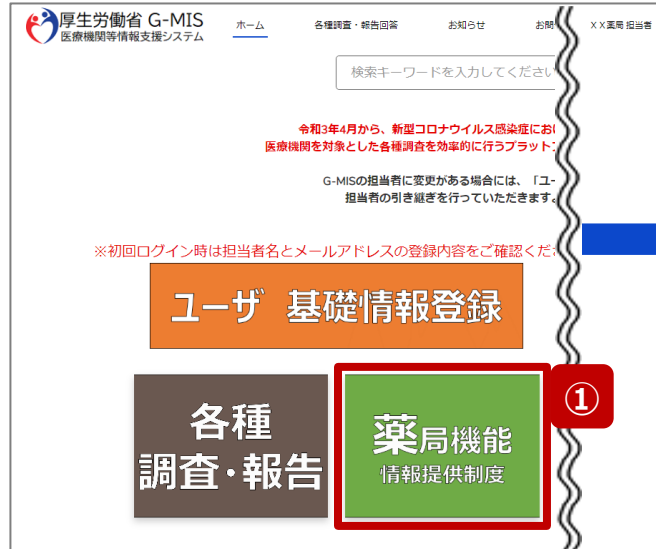 厚生労働省 G-MIS
医療機関等情報支援システム
ホーム 各種調査・報告回答 お知らせ お問 XX薬局 担当者
検索キーワードを入力してください
令和3年4月から、新型コロナウイルス感染症にお
医療機関を対象とした各種調査を効率的に行うプラット
G-MISの担当者に変更がある場合には、「ユー
担当者の引き継ぎを行っていただきます
※初回ログイン時は担当者名とメールアドレスの登録内容をご確認くだ
ユーザ 基礎情報登録
各種
調査・報告
薬局機能
情報提供制度
①